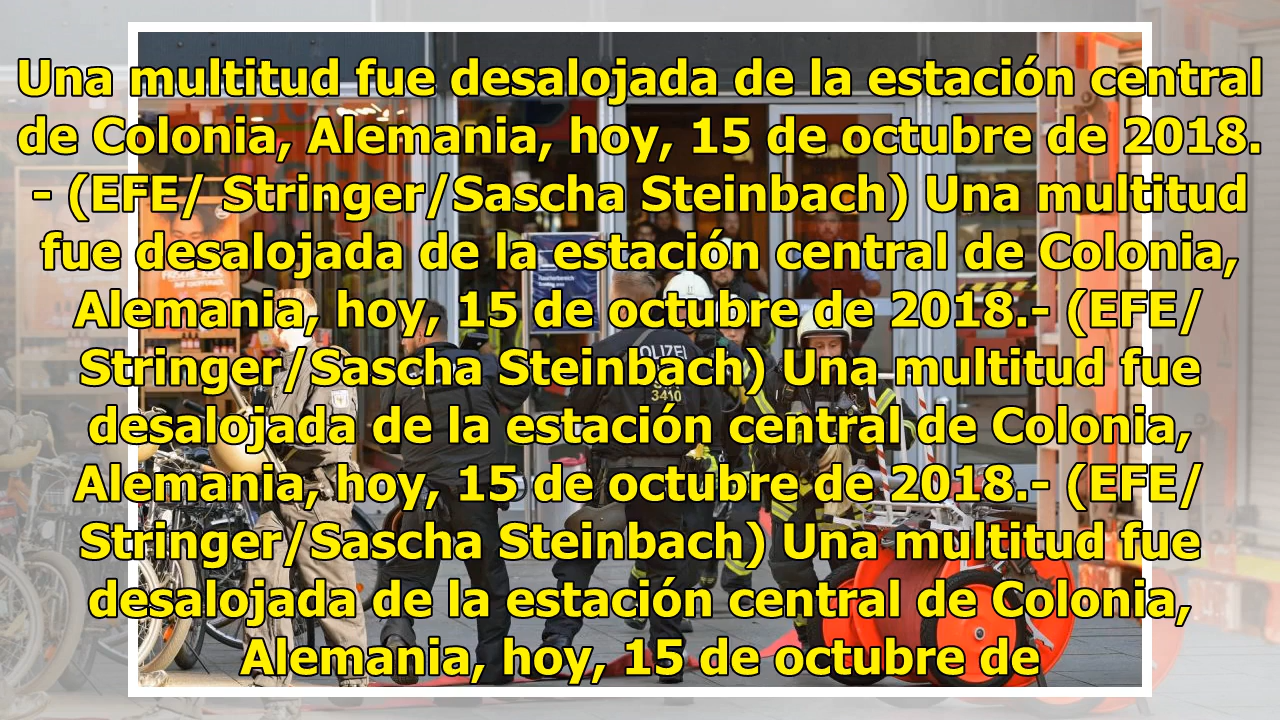 Una multitud fue desalojada de la estación central
de Colonia, Alemania, hoy, 15 de octubre de 2018.
- (EFE/ Stringer/Sascha Steinbach) Una multitud
fue desalojada de la estación central de Colonia,
Alemania, hoy, 15 de octubre de 2018.- (EFE/
Stringer/Sascha Steinbach) Una multitud fue
desalojada de la estación central de Colonia,
Alemania, hoy, 15 de octubre de 2018.- (EFE/
Stringer/Sascha Steinbach) Una multitud fue
desalojada de la estación central de Colonia,
Alemania, hoy, 15 de octubre de
POLIZEI
3410